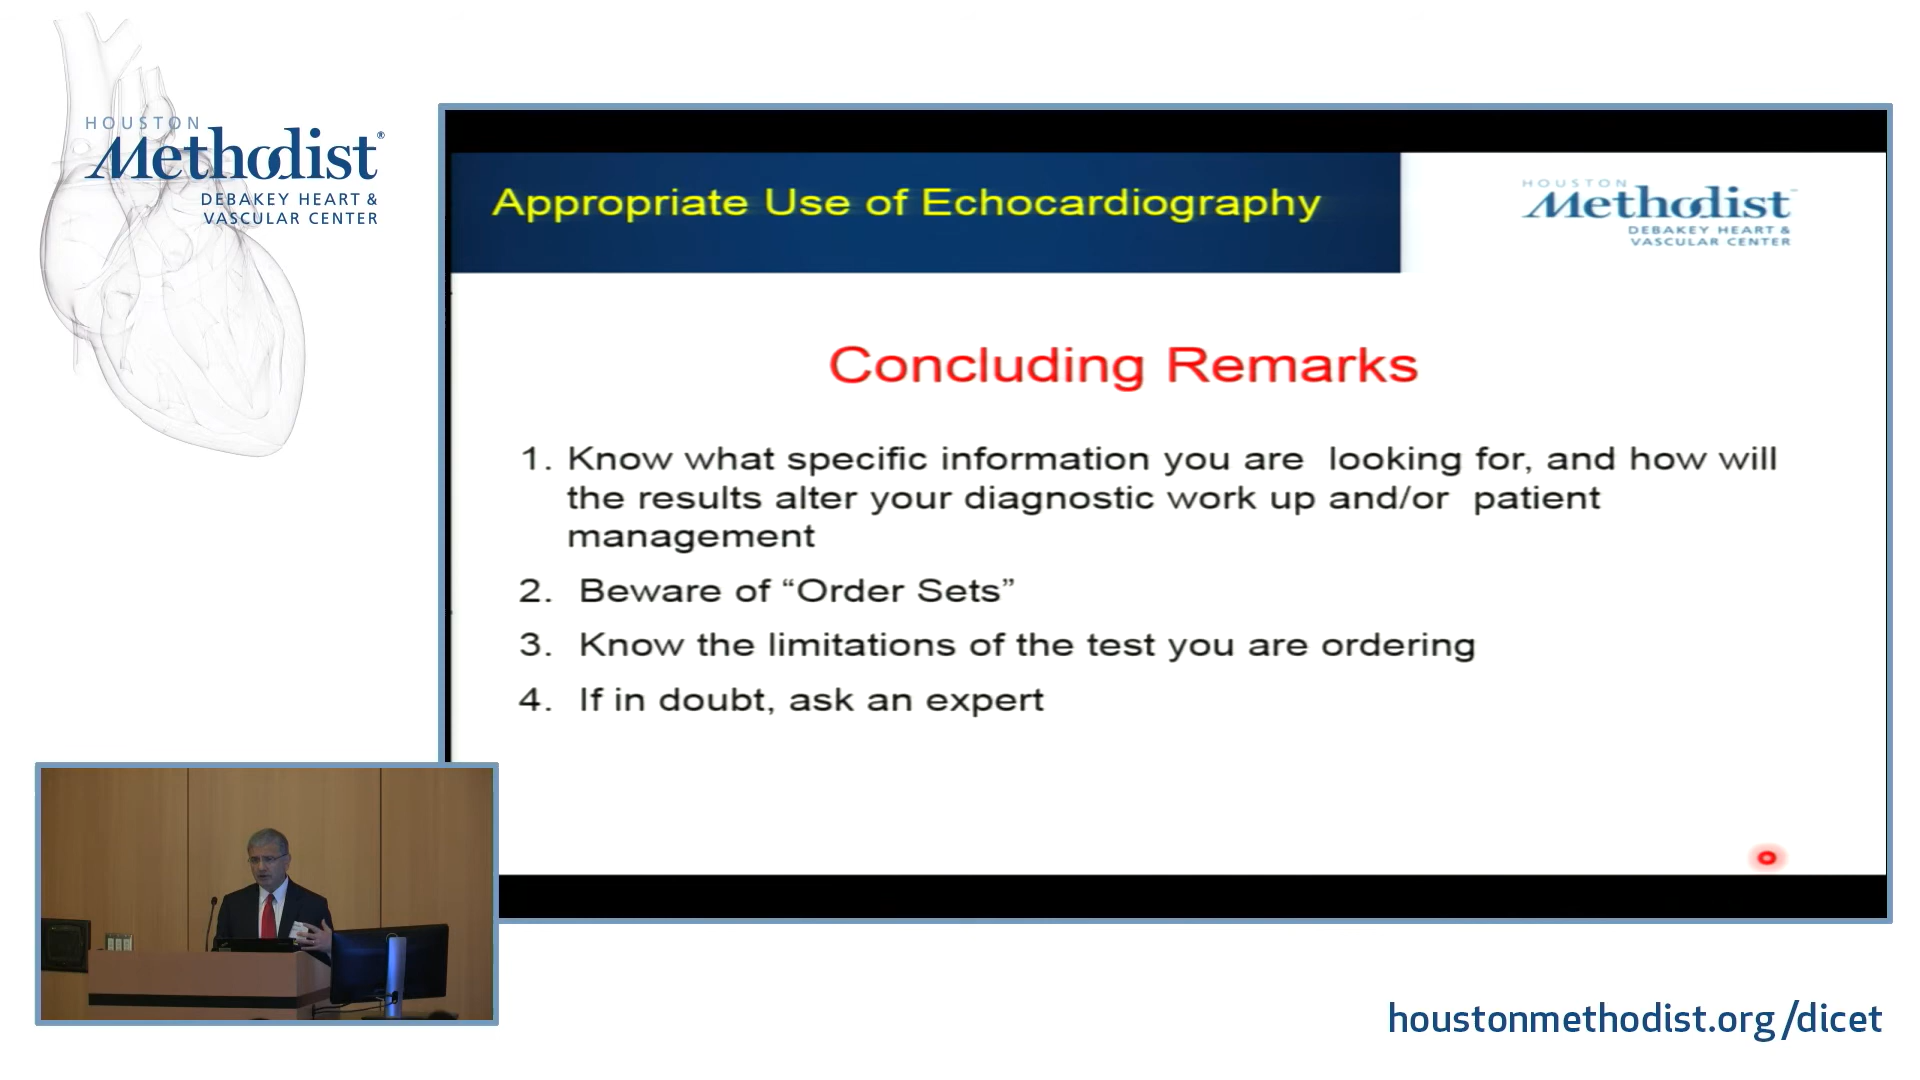 HOUSTON
Methodist®
DEBAKEY HEART &
VASCULAR CENTER
Appropriate Use of Echocardiography
HOUSTON
Methodist
DEBAKEY HEART &
VASCULAR CENTER
Concluding Remarks
1. Know what specific information you are looking for, and how will
the results alter your diagnostic work up and/or patient
management
2. Beware of “Order Sets”
3. Know the limitations of the test you are ordering
4. If in doubt, ask an expert
houstonmethodist.org/dicet